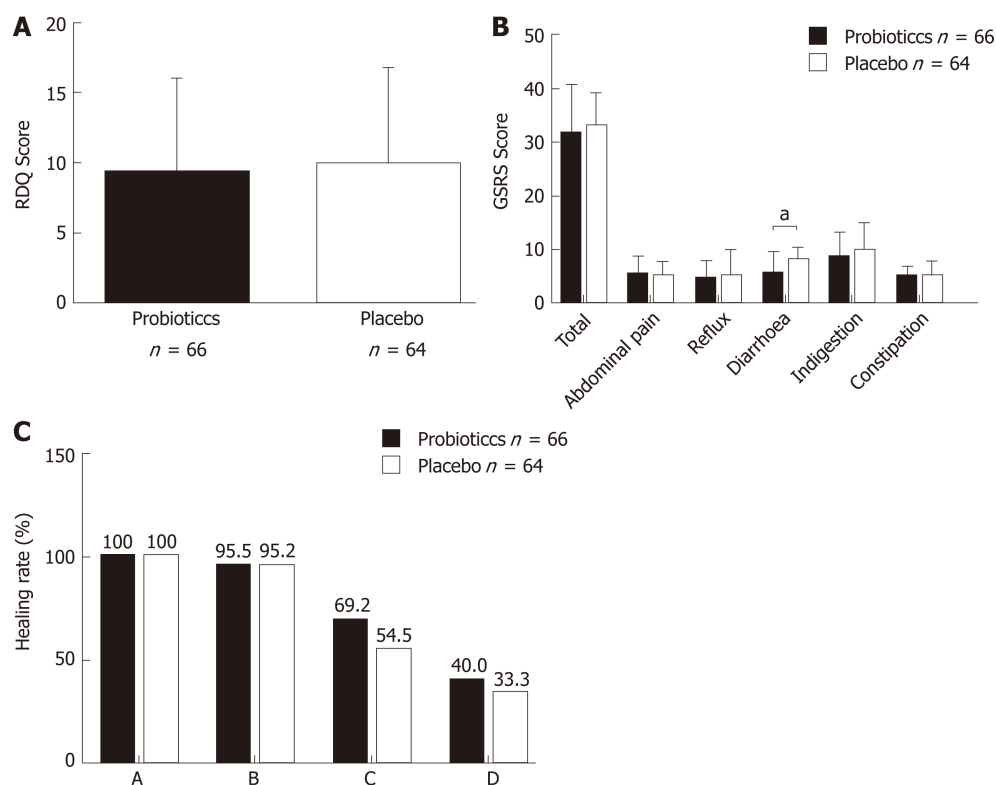 A
20
15
10
5
0
RDQ Score
Probioticcs
n = 66
Placebo
n = 64
B
Probioticcs n = 66
Placebo n = 64
50
40
30
20
10
0
GSRS Score
a
Total
Abdominal pain
Reflux
Diarrhoea
Indigestion
Constipation
C
Probioticcs n = 66
Placebo n = 64
150
100
50
0
Healing rate (%)
100 100
95.5 95.2
69.2
54.5
40.0
33.3
A B C D